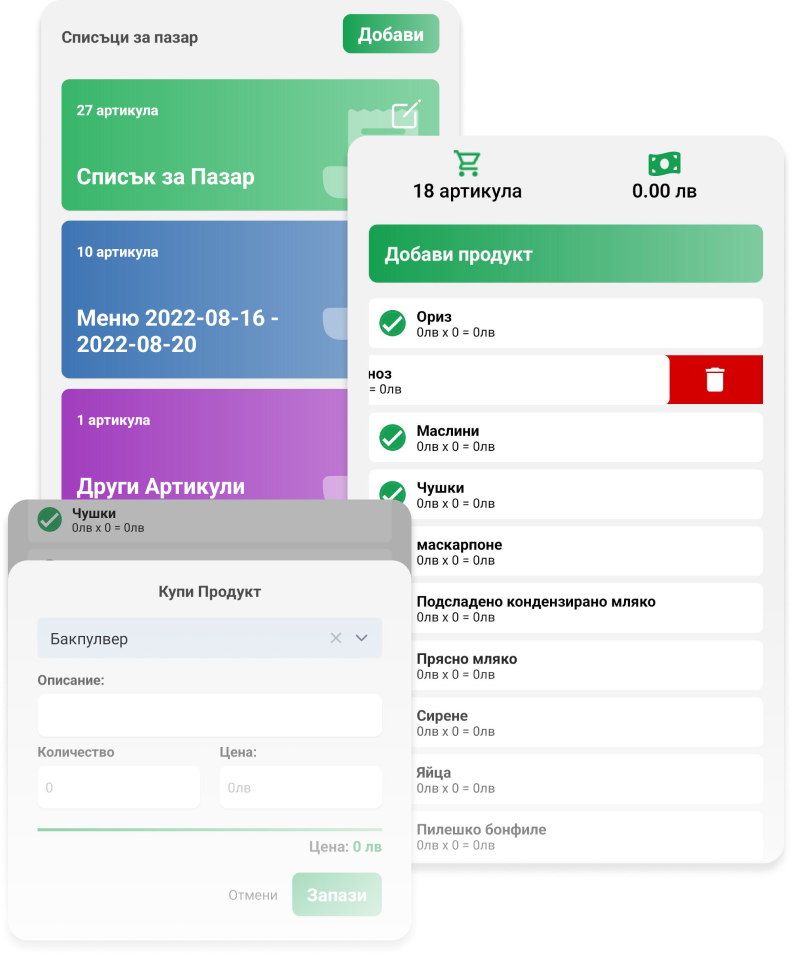 Списъци за пазар
Добави
27 артикула
Списък за Пазар
10 артикула
Меню 2022-08-16 -
2022-08-20
1 артикула
Други Артикули
18 артикула
0.00 лв
Добави продукт
Ориз
0лв x 0 = 0лв
ноз
= 0лв
Маслини
0лв x 0 = 0лв
Чушки
0лв x 0 = 0лв
маскарпоне
0лв x 0 = 0лв
Подсладено кондензирано мляко
0лв x 0 = 0лв
Прясно мляко
0лв x 0 = 0лв
Сирене
0лв x 0 = 0лв
Яйца
0лв x 0 = 0лв
Пилешко бонфиле
0лв x 0 = 0лв
Чушки
0лв x 0 = 0лв
Купи Продукт
Бакпулвер
Описание:
Количество
Цена:
0
0лв
Цена: 0 лв
Отмени
Запази